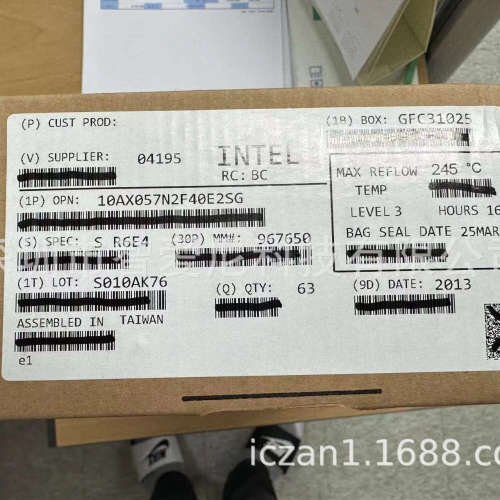 (P) CUST PROD:
(1B) BOX: GFC31025
(V) SUPPLIER: 04195
INTEL
RC: BC
MAX REFLOW 245 °C
TEMP
(1P) OPN: 10AX057N2F40E2SG
LEVEL 3 HOURS 16
BAG SEAL DATE 25MAR
(S) SPEC: S R6E4 (30P) MM#: 967650
(1T) LOT: S010AK76 (Q) QTY: 63 (9D) DATE: 2013
ASSEMBLED IN TAIWAN
e1
iczan1.1688.co